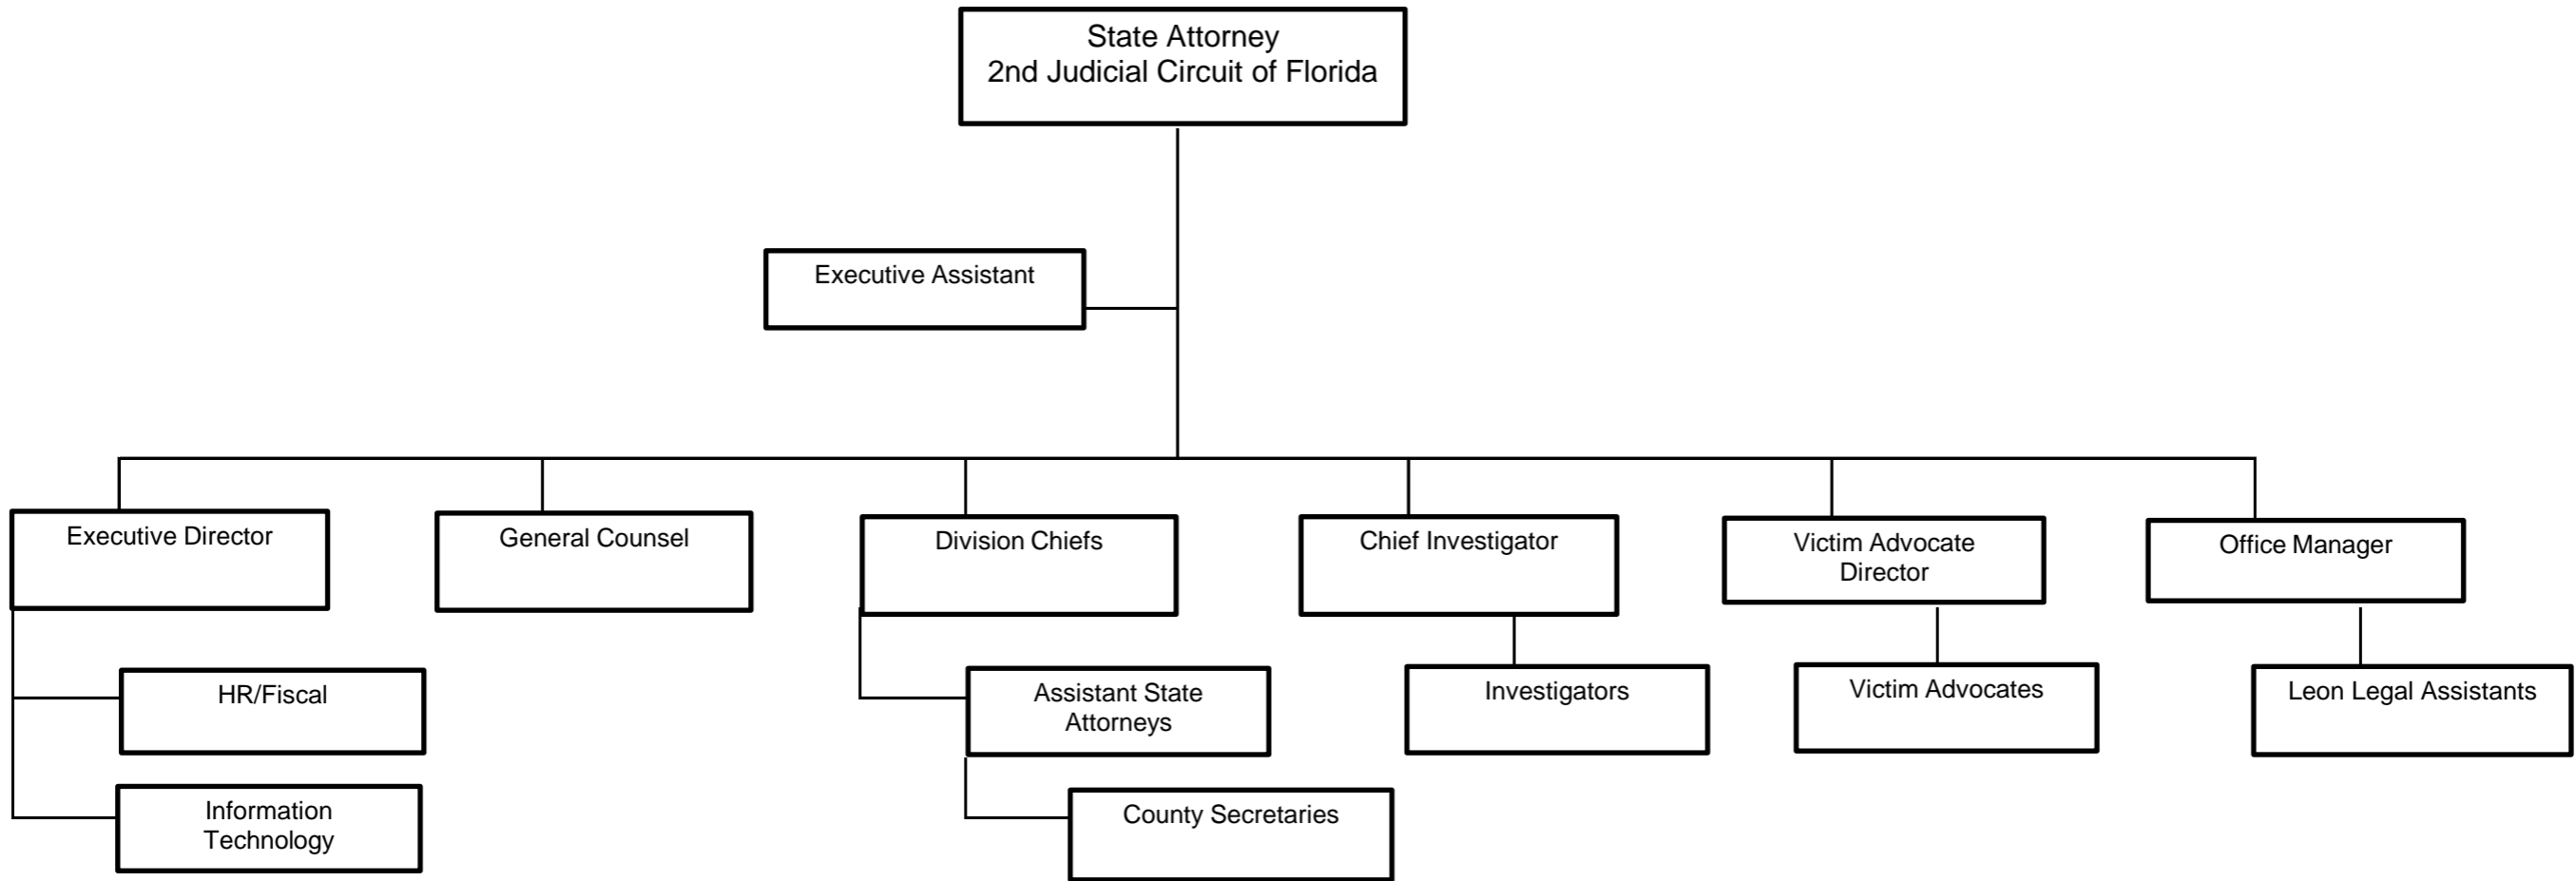 State Attorney
2nd Judicial Circuit of Florida
Executive Assistant
Executive Director
General Counsel
Division Chiefs
Chief Investigator
Victim Advocate
Director
Office Manager
HR/Fiscal
Assistant State
Attorneys
Investigators
Victim Advocates
Leon Legal Assistants
Information
Technology
County Secretaries